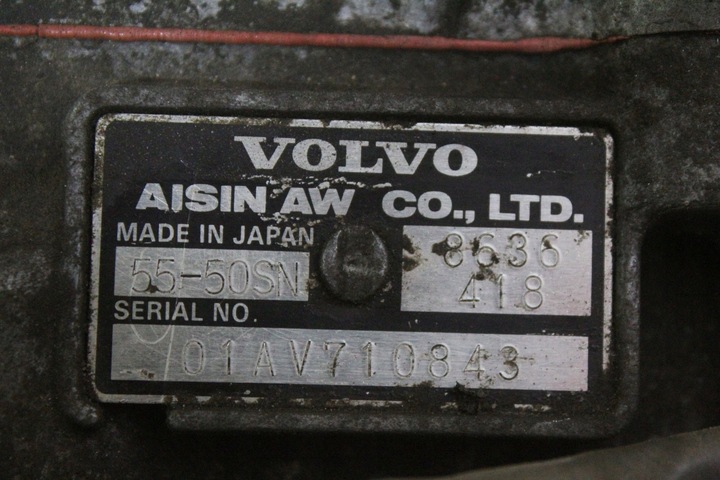 VOLVO
AISIN AW CO., LTD.
MADE IN JAPAN
55-50SN
8636
418
SERIAL NO.
01AV710843